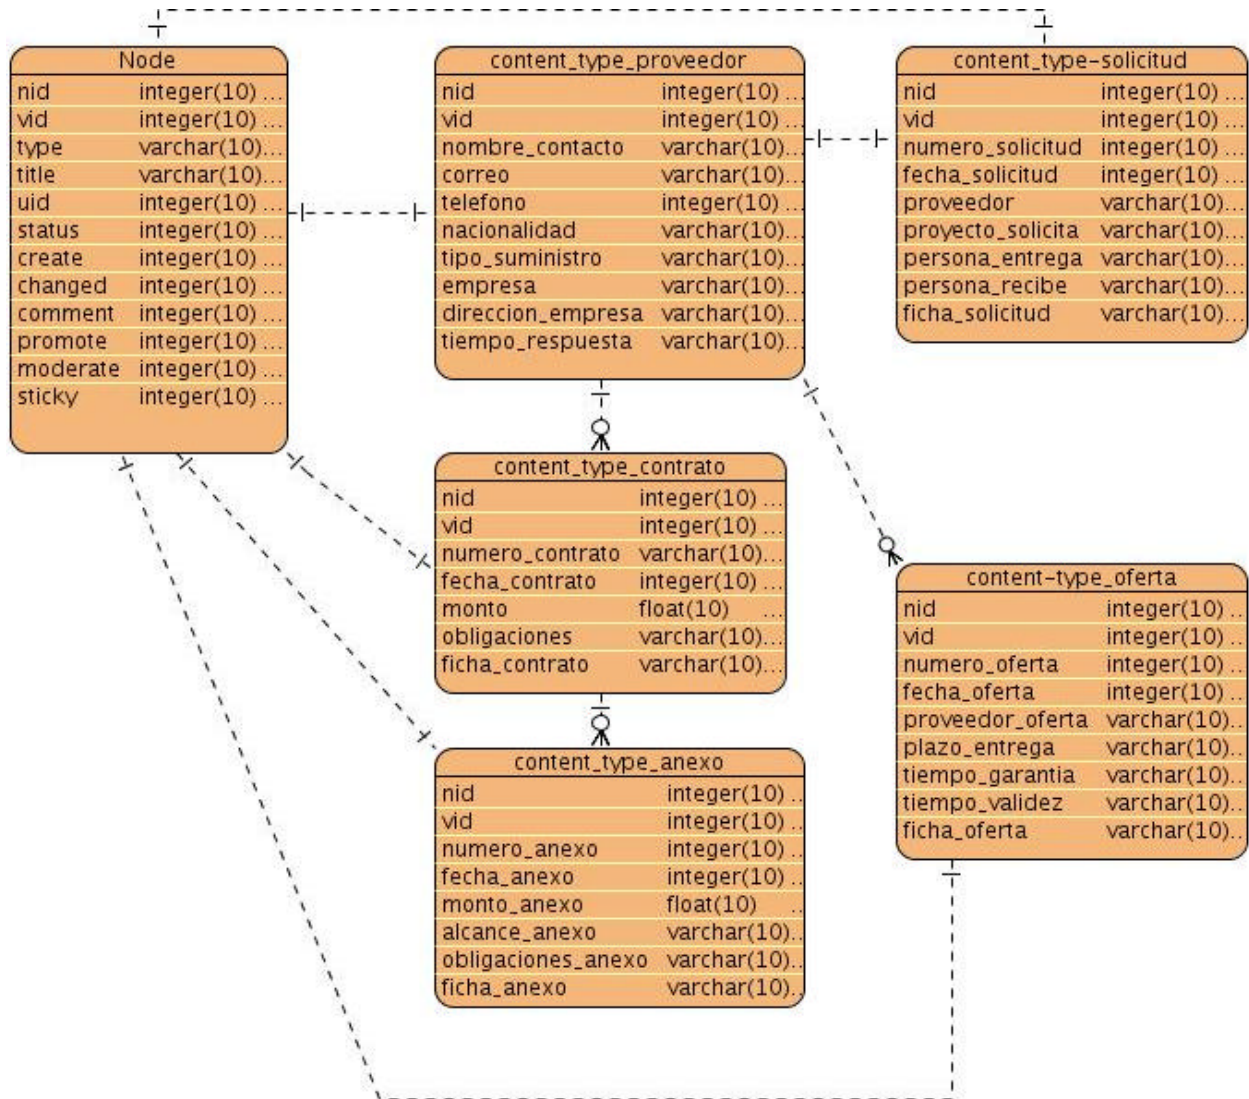 Node
nid integer(10) ...
vid integer(10) ...
type varchar(10)...
title varchar(10)...
uid integer(10) ...
status integer(10) ...
create integer(10) ...
changed integer(10) ...
comment integer(10) ...
promote integer(10) ...
moderate integer(10) ...
sticky integer(10) ...
content_type_proveedor
nid integer(10) ...
vid integer(10) ...
nombre_contacto varchar(10)...
correo varchar(10)...
telefono integer(10) ...
nacionalidad varchar(10)...
tipo_suministro varchar(10)...
empresa varchar(10)...
direccion_empresa varchar(10)...
tiempo_respuesta varchar(10)...
content_type-solicitud
nid integer(10) ...
vid integer(10) ...
numero_solicitud integer(10) ...
fecha_solicitud integer(10) ...
proveedor varchar(10)...
proyecto_solicita varchar(10)...
persona_entrega varchar(10)...
persona_recibe varchar(10)...
ficha_solicitud varchar(10)...
content_type_contrato
nid integer(10) ...
vid integer(10) ...
numero_contrato varchar(10)...
fecha_contrato integer(10) ...
monto float(10) ...
obligaciones varchar(10)...
ficha_contrato varchar(10)...
content-type_oferta
nid integer(10) ...
vid integer(10) ...
numero_oferta integer(10) ...
fecha_oferta integer(10) ...
proveedor_oferta varchar(10)...
plazo_entrega varchar(10)...
tiempo_garantia varchar(10)...
tiempo_validez varchar(10)...
ficha_oferta varchar(10)...
content_type_anexo
nid integer(10) ..
vid integer(10) ..
numero_anexo integer(10) ..
fecha_anexo integer(10) ..
monto_anexo float(10) ..
alcance_anexo varchar(10)..
obligaciones_anexo varchar(10)..
ficha_anexo varchar(10)..